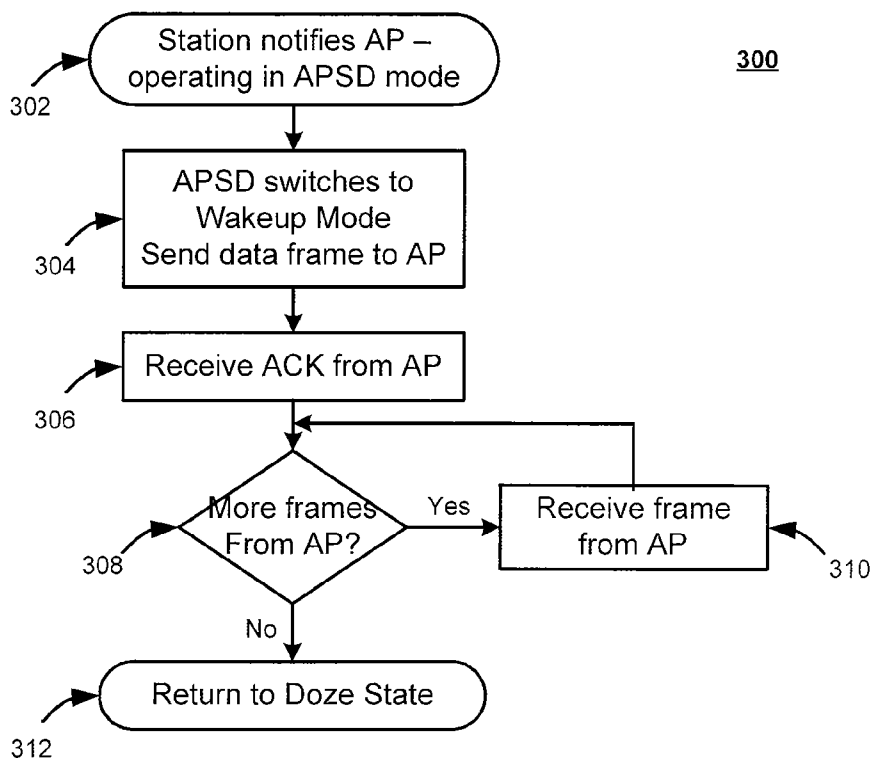 Station notifies AP –
operating in APSD mode
300
302
APSD switches to
Wakeup Mode
Send data frame to AP
304
Receive ACK from AP
306
More frames
From AP?
Yes
Receive frame
from AP
308
310
No
Return to Doze State
312